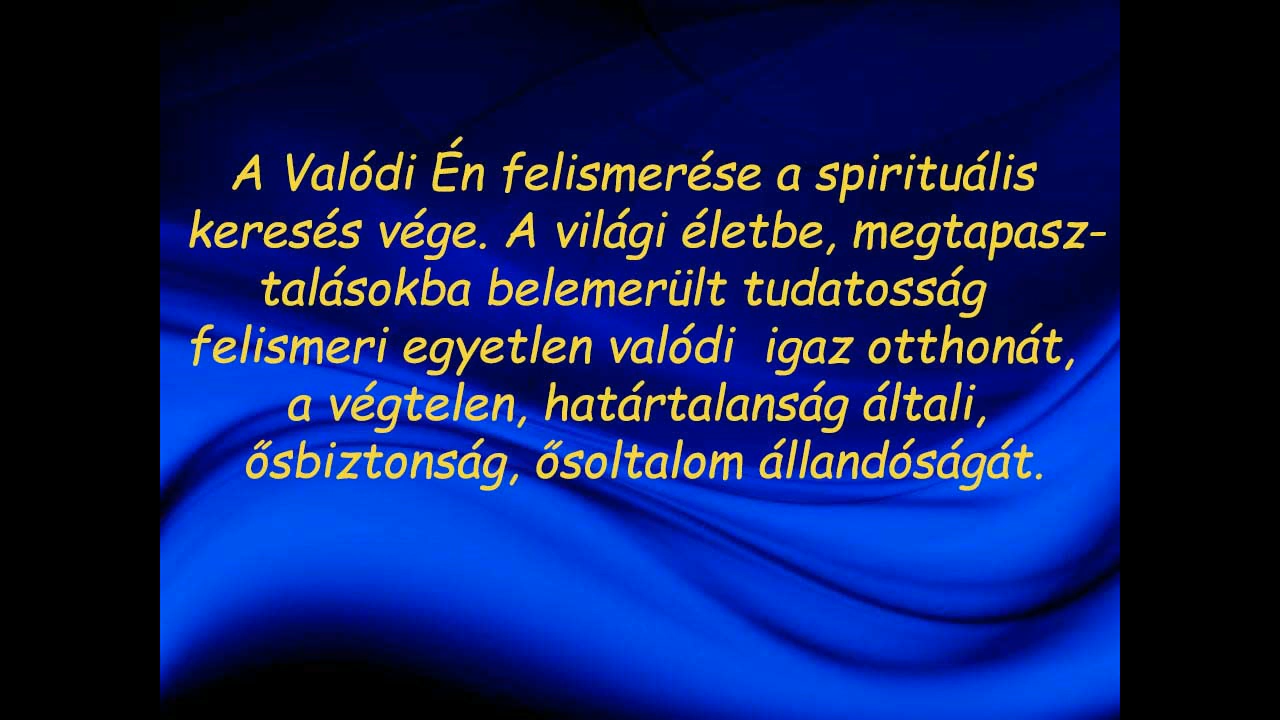 A Valódi Én felismerése a spirituális
keresés vége. A világi életbe, megtapasz-
talásokba belemerült tudatosság
felismeri egyetlen valódi  igaz otthonát,
a végtelen, határtalanság általi,
ősbiztonság, ősoltalom állandóságát.